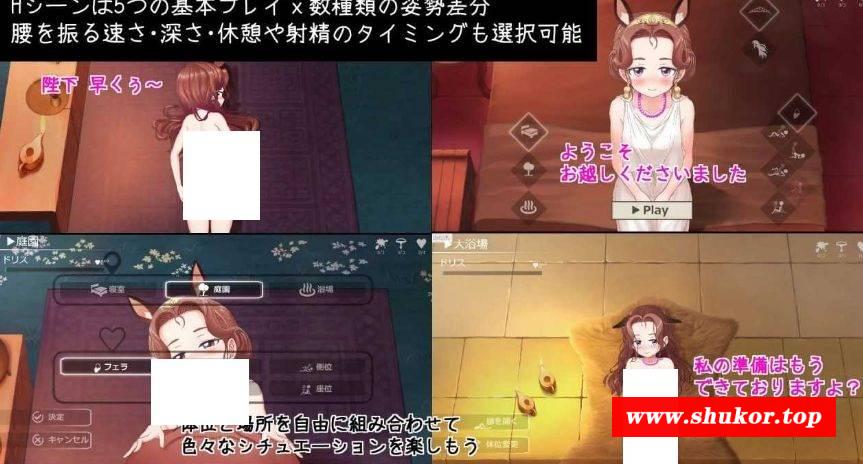 Hシーンは5つの基本プレイx数種類の姿勢差分
腰を振る速さ・深さ・休憩や射精のタイミングも選択可能
陛下 早くぅ〜
ようこそ
お越しくださいました
▶Play
▶庭園
ドリス
寝室
庭園
浴場
フェラ
側位
座位
決定
キャンセル
体位と場所を自由に組み合わせて
色々なシチュエーションを楽しもう
▶大浴場
ドリス
私の準備はもう
できておりますよ?
体位変更
www.shukor.top